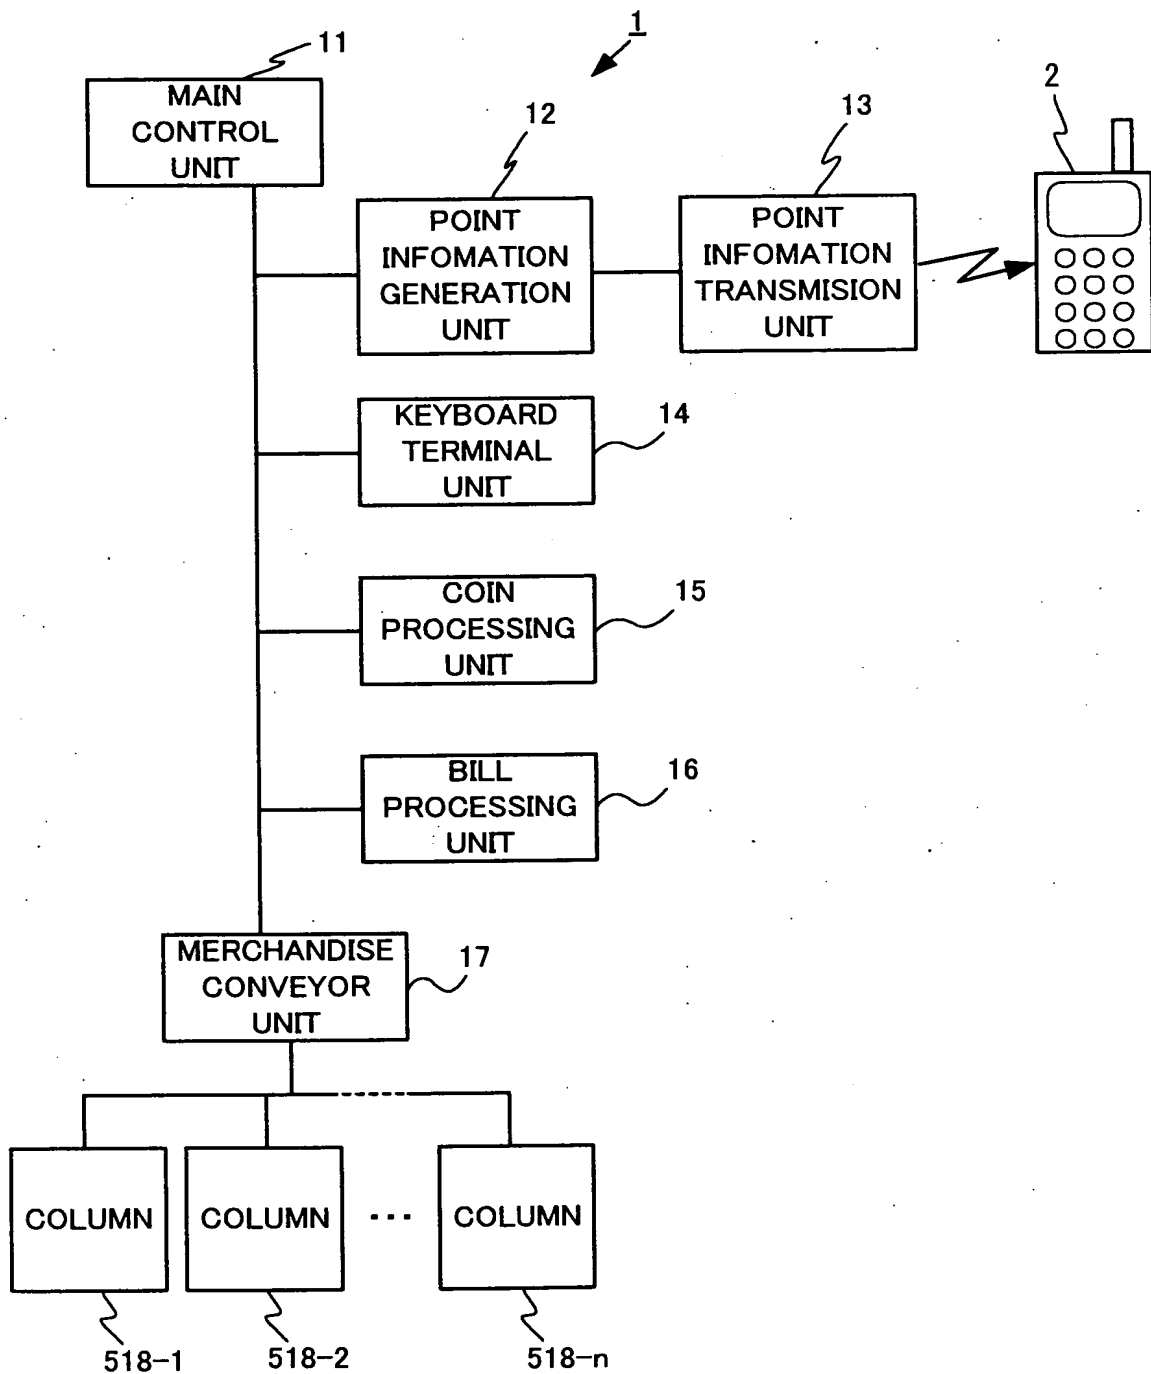 1
11
MAIN
CONTROL
UNIT
12
POINT
INFOMATION
GENERATION
UNIT
13
POINT
INFOMATION
TRANSMISION
UNIT
2
KEYBOARD
TERMINAL
UNIT
14
COIN
PROCESSING
UNIT
15
BILL
PROCESSING
UNIT
16
MERCHANDISE
CONVEYOR
UNIT
17
COLUMN
COLUMN
...
COLUMN
518-1
518-2
518-n